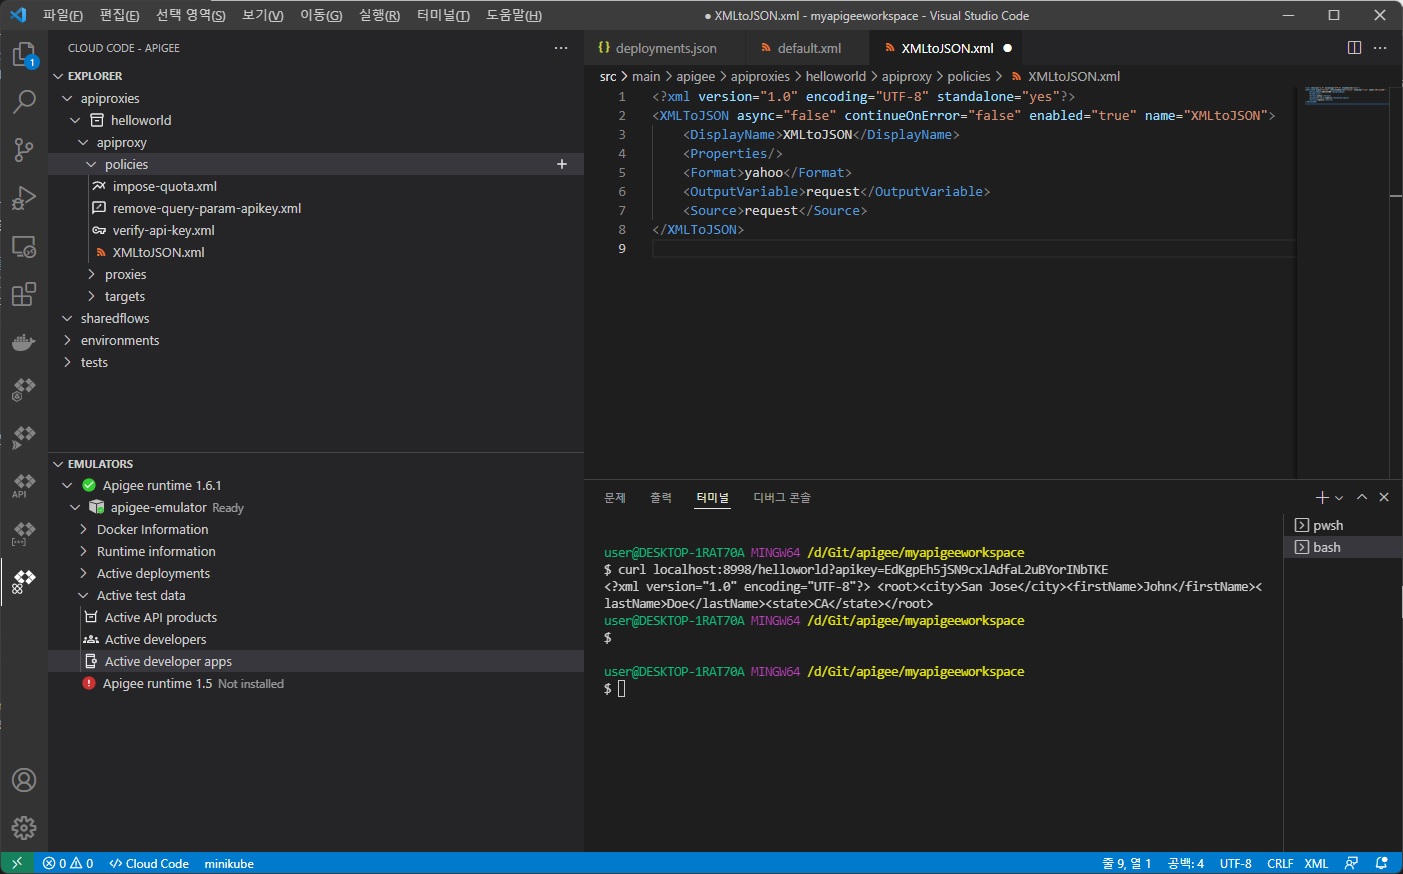 파일(F) 편집(E) 선택 영역(S) 보기(V) 이동(G) 실행(R) 터미널(T) 도움말(H) ● XMLtoJSON.xml - myapigeeworkspace - Visual Studio Code
CLOUD CODE - APIGEE
EXPLORER
apiproxies
helloworld
apiproxy
policies
impose-quota.xml
remove-query-param-apikey.xml
verify-api-key.xml
XMLtoJSON.xml
proxies
targets
sharedflows
environments
tests
EMULATORS
Apigee runtime 1.6.1
apigee-emulator Ready
Docker Information
Runtime information
Active deployments
Active test data
Active API products
Active developers
Active developer apps
Apigee runtime 1.5 Not installed
1
API
{} deployments.json default.xml XMLtoJSON.xml ●
src > main > apigee > apiproxies > helloworld > apiproxy > policies > XMLtoJSON.xml
1 <?xml version="1.0" encoding="UTF-8" standalone="yes"?>
2 <XMLToJSON async="false" continueOnError="false" enabled="true" name="XMLtoJSON">
3 <DisplayName>XMLtoJSON</DisplayName>
4 <Properties/>
5 <Format>yahoo</Format>
6 <OutputVariable>request</OutputVariable>
7 <Source>request</Source>
8 </XMLToJSON>
9
문제 출력 터미널 디버그 콘솔
user@DESKTOP-1RAT70A MINGW64 /d/Git/apigee/myapigeeworkspace
$ curl localhost:8998/helloworld?apikey=EdKgpEh5jSN9cxlAdfaL2uBYorINbTKE
<?xml version="1.0" encoding="UTF-8"?> <root><city>San Jose</city><firstName>John</firstName><
lastName>Doe</lastName><state>CA</state></root>
user@DESKTOP-1RAT70A MINGW64 /d/Git/apigee/myapigeeworkspace
$
user@DESKTOP-1RAT70A MINGW64 /d/Git/apigee/myapigeeworkspace
$
pwsh
bash
0 0 </> Cloud Code minikube 줄 9, 열 1 공백: 4 UTF-8 CRLF XML